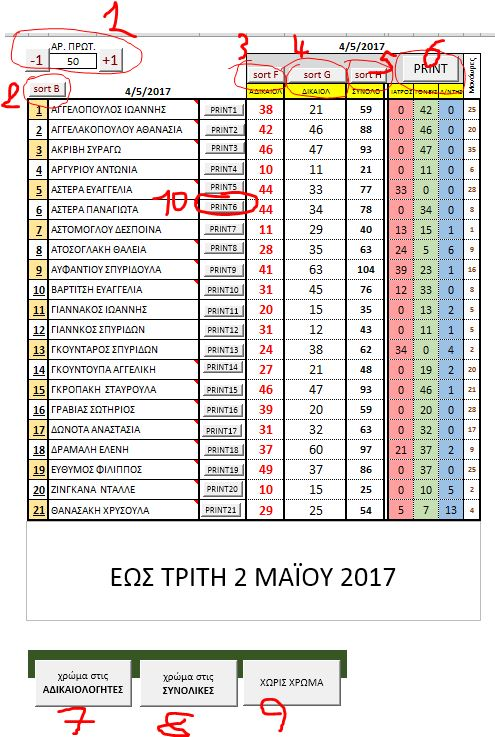 1
ΑΡ. ΠΡΩΤ.
-1 50 +1
3 4 5 6
4/5/2017
sort F sort G sort H PRINT Μονάωρες
2 sort B
4/5/2017 ΑΔΙΚΑΙΟΛ ΔΙΚΑΙΟΛ ΣΥΝΟΛΟ ΙΑΤΡΟΣ ΓΟΝΕΙΣ Δ/ΝΤΗΣ
1 ΑΓΓΕΛΟΠΟΥΛΟΣ ΙΩΑΝΝΗΣ PRINT1 38 21 59 0 42 0 25
2 ΑΓΓΕΛΑΚΟΠΟΥΛΟΥ ΑΘΑΝΑΣΙΑ PRINT2 42 46 88 0 46 0 20
3 ΑΚΡΙΒΗ ΣΥΡΑΓΩ PRINT3 46 47 93 0 47 0 35
4 ΑΡΓΥΡΙΟΥ ΑΝΤΩΝΙΑ PRINT4 10 11 21 0 11 0 6
5 ΑΣΤΕΡΑ ΕΥΑΓΓΕΛΙΑ PRINT5 44 33 77 33 0 0 28
6 ΑΣΤΕΡΑ ΠΑΝΑΓΙΩΤΑ 10 PRINT6 44 34 78 0 34 0 8
7 ΑΣΤΟΜΟΓΛΟΥ ΔΕΣΠΟΙΝΑ PRINT7 11 29 40 13 15 1 1
8 ΑΤΟΣΟΓΛΑΚΗ ΘΑΛΕΙΑ PRINT8 28 35 63 24 5 6 9
9 ΑΥΦΑΝΤΙΟΥ ΣΠΥΡΙΔΟΥΛΑ PRINT9 41 63 104 39 23 1 16
10 ΒΑΡΤΙΤΣΗ ΕΥΑΓΓΕΛΙΑ PRINT10 31 45 76 12 33 0 8
11 ΓΙΑΝΝΑΚΟΣ ΙΩΑΝΝΗΣ PRINT11 20 15 35 0 13 2 5
12 ΓΙΑΝΝΚΟΣ ΣΠΥΡΙΔΩΝ PRINT12 31 12 43 0 11 1 5
13 ΓΚΟΥΝΤΑΡΟΣ ΣΠΥΡΙΔΩΝ PRINT13 24 38 62 34 0 4 2
14 ΓΚΟΥΝΤΟΥΠΑ ΑΓΓΕΛΙΚΗ PRINT14 27 21 48 0 19 2 20
15 ΓΚΡΟΠΑΚΗ ΣΤΑΥΡΟΥΛΑ PRINT15 46 47 93 0 46 1 21
16 ΓΡΑΒΙΑΣ ΣΩΤΗΡΙΟΣ PRINT16 39 20 59 0 20 0 28
17 ΔΩΝΟΤΑ ΑΝΑΣΤΑΣΙΑ PRINT17 31 32 63 0 32 0 17
18 ΔΡΑΜΑΛΗ ΕΛΕΝΗ PRINT18 37 60 97 21 37 2 9
19 ΕΥΘΥΜΟΣ ΦΙΛΙΠΠΟΣ PRINT19 49 37 86 0 37 0 25
20 ΖΙΝΓΚΑΝΑ ΝΤΑΛΛΕ PRINT20 10 15 25 0 10 5 2
21 ΘΑΝΑΣΑΚΗ ΧΡΥΣΟΥΛΑ PRINT21 29 25 54 5 7 13 4
ΕΩΣ ΤΡΙΤΗ 2 ΜΑΪΟΥ 2017
χρώμα στις ΑΔΙΚΑΙΟΛΟΓΗΤΕΣ
χρώμα στις ΣΥΝΟΛΙΚΕΣ
ΧΩΡΙΣ ΧΡΩΜΑ
7 8 9